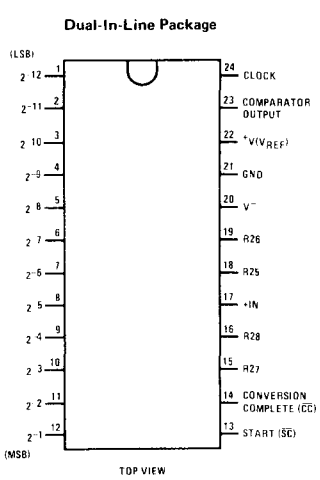 Dual-In-Line Package
(LSB)
2-12 1
2-11 2
2 10 3
2-9 4
2 8 5
2 7 6
2-6 7
2 5 8
2 4 9
2 3 10
2-2 11
2-1 12
(MSB)
24 CLOCK
23 COMPARATOR
OUTPUT
22 +V(VREF)
21 GND
20 V−
19 R26
18 R25
17 +IN
16 R28
15 R27
14 CONVERSION
COMPLETE (C̅C̅)
13 START (S̅C̅)
TOP VIEW